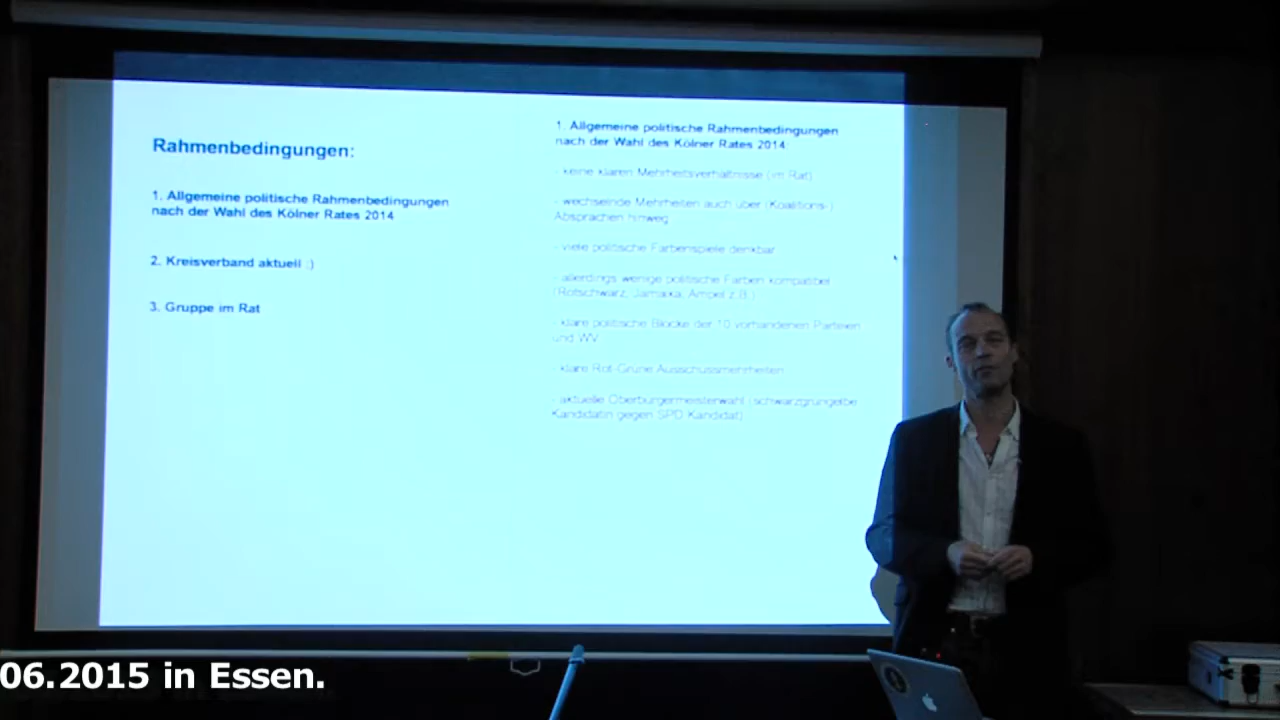 Rahmenbedingungen:
1. Allgemeine politische Rahmenbedingungen
nach der Wahl des Kölner Rates 2014
2. Kreisverband aktuell :)
3. Gruppe im Rat
1. Allgemeine politische Rahmenbedingungen
nach der Wahl des Kölner Rates 2014:
- keine klaren Mehrheitsverhältnisse (im Rat)
- wechselnde Mehrheiten auch über (Koalitions-)
Absprachen hinweg
- viele politische Farbenspiele denkbar
- allerdings wenige politische Farben kompatibel
(Rotschwarz, Jamaika, Ampel z.B.)
- klare politische Blöcke der 10 vorhandenen Parteien
und WV
- klare Rot-Grüne Ausschussmehrheiten
- aktuelle Oberbürgermeisterwahl (schwarzgrüngelbe
Kandidatin gegen SPD Kandidat)
06.2015 in Essen.